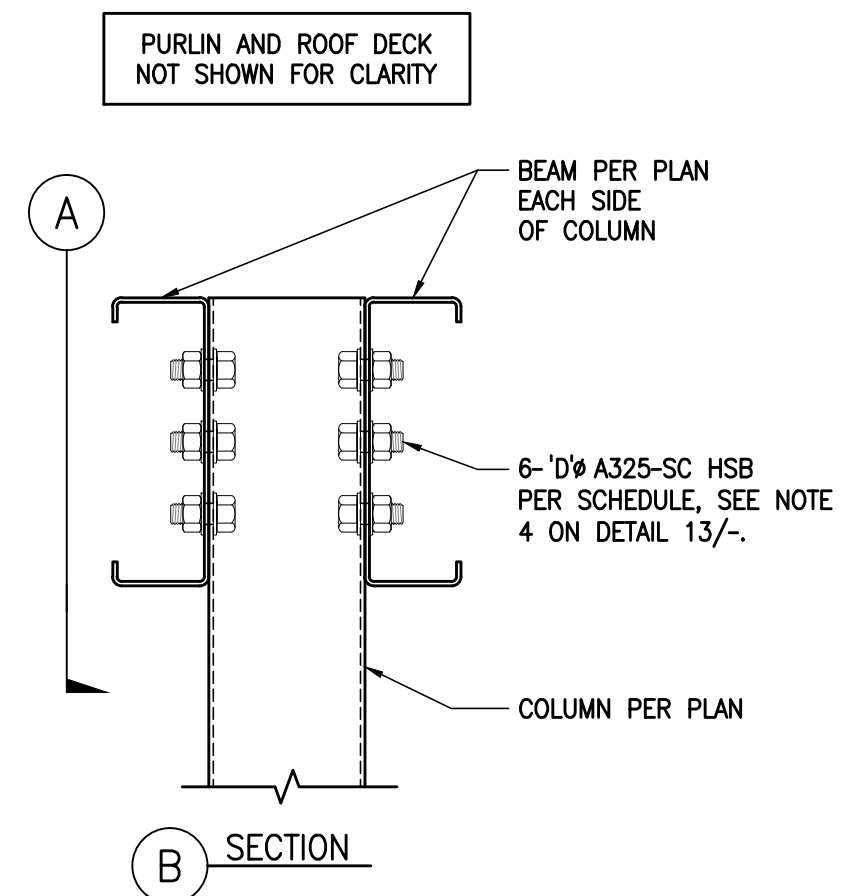 PURLIN AND ROOF DECK
NOT SHOWN FOR CLARITY
A
BEAM PER PLAN
EACH SIDE
OF COLUMN
6-'D'ø A325-SC HSB
PER SCHEDULE, SEE NOTE
4 ON DETAIL 13/-.
COLUMN PER PLAN
B SECTION